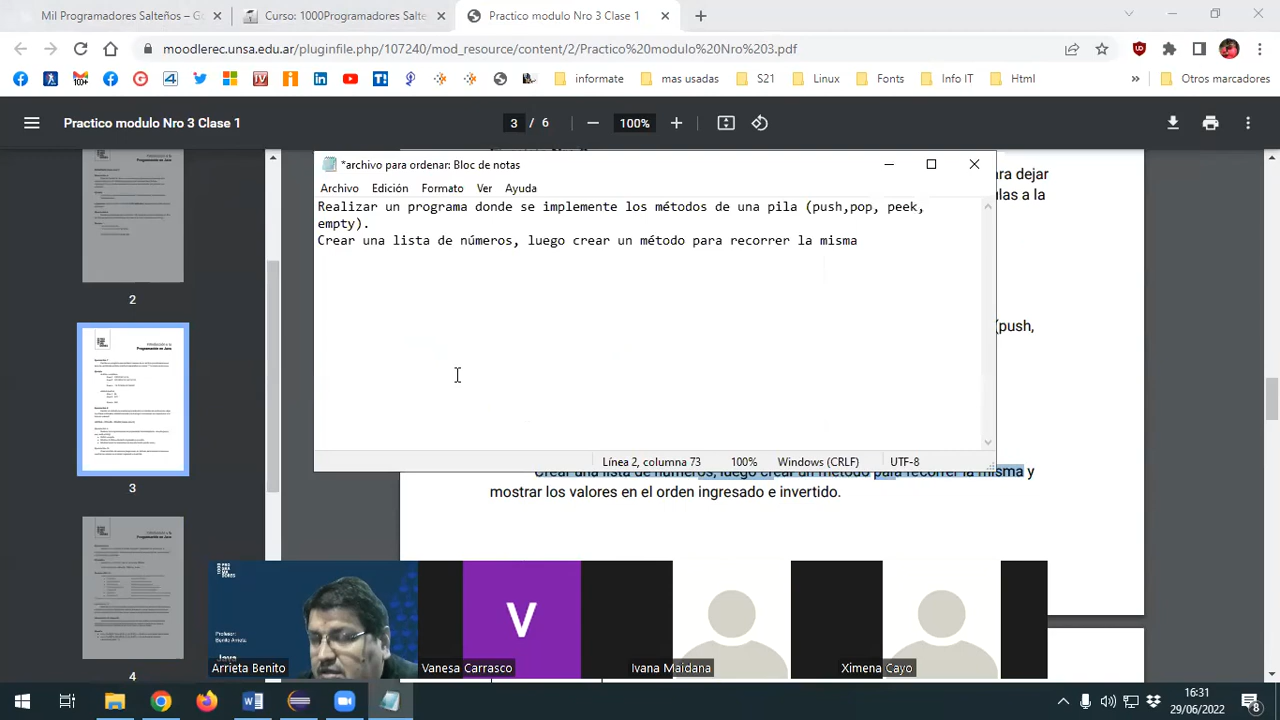 Mil Programadores Salteños – G
Curso: 1000Programadores Salte
Practico modulo Nro 3 Clase 1
moodlerec.unsa.edu.ar/pluginfile.php/107240/mod_resource/content/2/Practico%20modulo%20Nro%203.pdf
informate
mas usadas
S21
Linux
Fonts
Info IT
Html
»
Otros marcadores
Practico modulo Nro 3 Clase 1
3 / 6
100%
*archivo para ordenar: Bloc de notas
Archivo Edición Formato Ver Ayuda
Realizar un programa donde se implemente los métodos de una pila (push,pop, peek,
empty).
Crear una lista de números, luego crear un método para recorrer la misma
Línea 2, columna 73 100% Windows (CRLF) UTF-8
ara dejar
ulas a la
(push,
Crear una lista de números, luego crear un método para recorrer la misma y
mostrar los valores en el orden ingresado e invertido.
2
3
4
Profesor:
Benito Arrieta
Java
V
Arrieta Benito
Vanesa Carrasco
Ivana Maidana
Ximena Cayo
16:31
29/06/2022
8